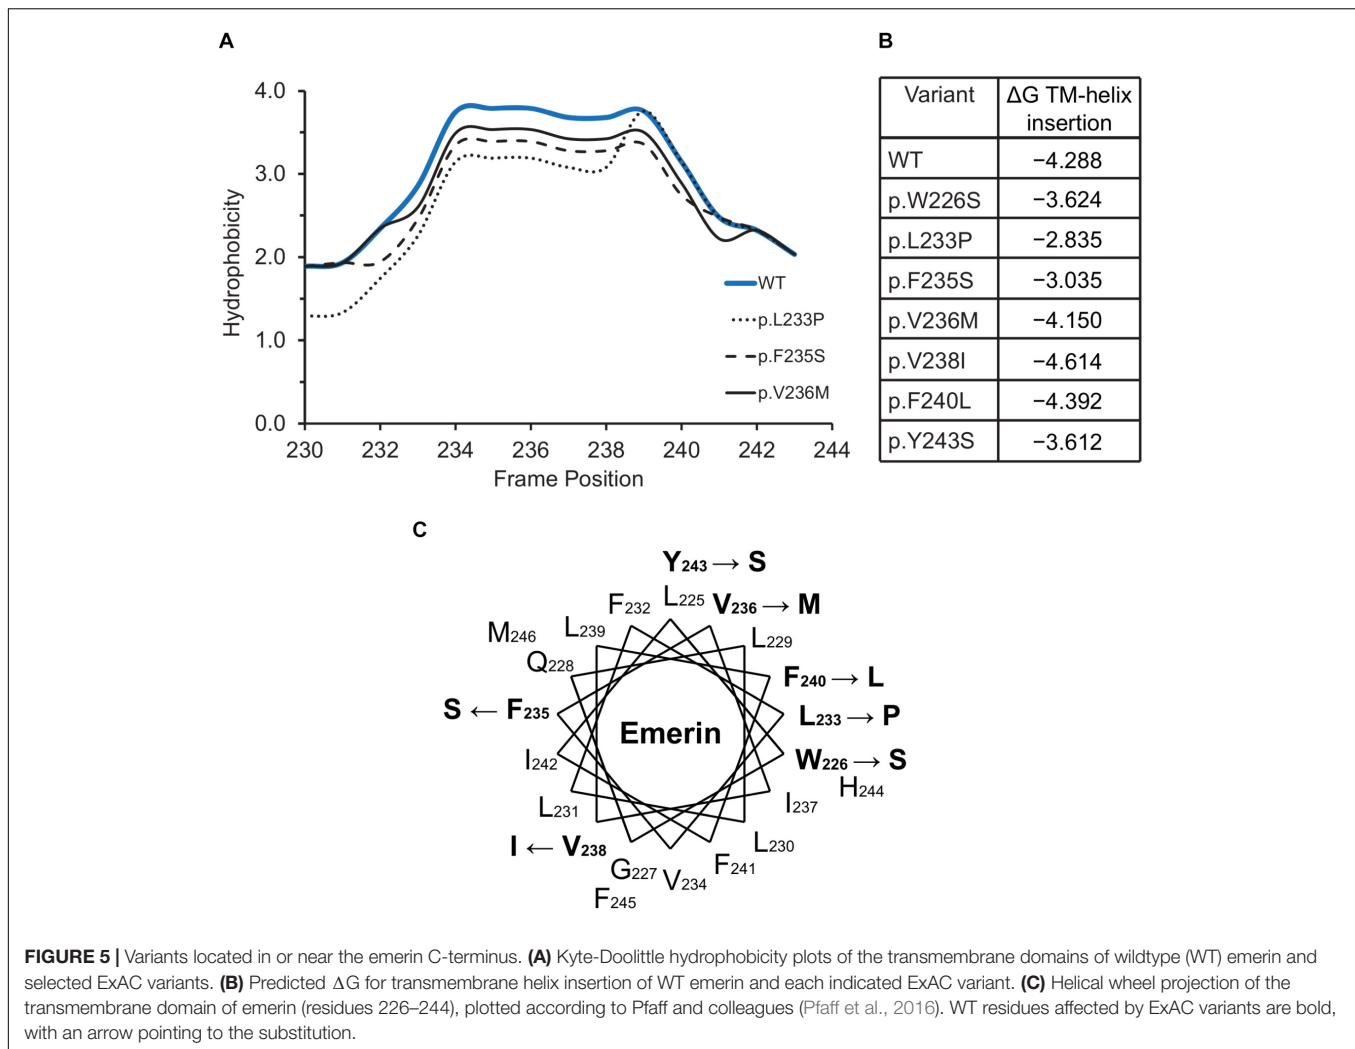 A
Hydrophobicity
4.0
3.0
2.0
1.0
0.0
230 232 234 236 238 240 242 244
Frame Position
WT
p.L233P
p.F235S
p.V236M
B
Variant ΔG TM-helix insertion
WT −4.288
p.W226S −3.624
p.L233P −2.835
p.F235S −3.035
p.V236M −4.150
p.V238I −4.614
p.F240L −4.392
p.Y243S −3.612
C
Y243 → S
F232 L225 V236 → M
M246 L239 L229
Q228 F240 → L
S ← F235 L233 → P
Emerin
I242 W226 → S
H244
L231 I237
I ← V238 L230
G227 V234 F241
F245
FIGURE 5 | Variants located in or near the emerin C-terminus. (A) Kyte-Doolittle hydrophobicity plots of the transmembrane domains of wildtype (WT) emerin and
selected ExAC variants. (B) Predicted ΔG for transmembrane helix insertion of WT emerin and each indicated ExAC variant. (C) Helical wheel projection of the
transmembrane domain of emerin (residues 226–244), plotted according to Pfaff and colleagues (Pfaff et al., 2016). WT residues affected by ExAC variants are bold,
with an arrow pointing to the substitution.